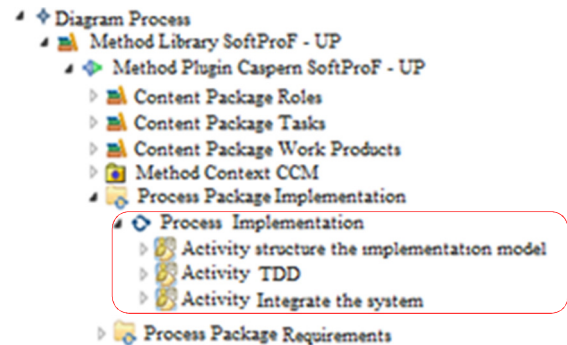 Diagram Process
Method Library SoftProF - UP
Method Plugin Caspern SoftProF - UP
Content Package Roles
Content Package Tasks
Content Package Work Products
Method Context CCM
Process Package Implementation
Process Implementation
Activity structure the implementation model
Activity TDD
Activity Integrate the system
Process Package Requirements